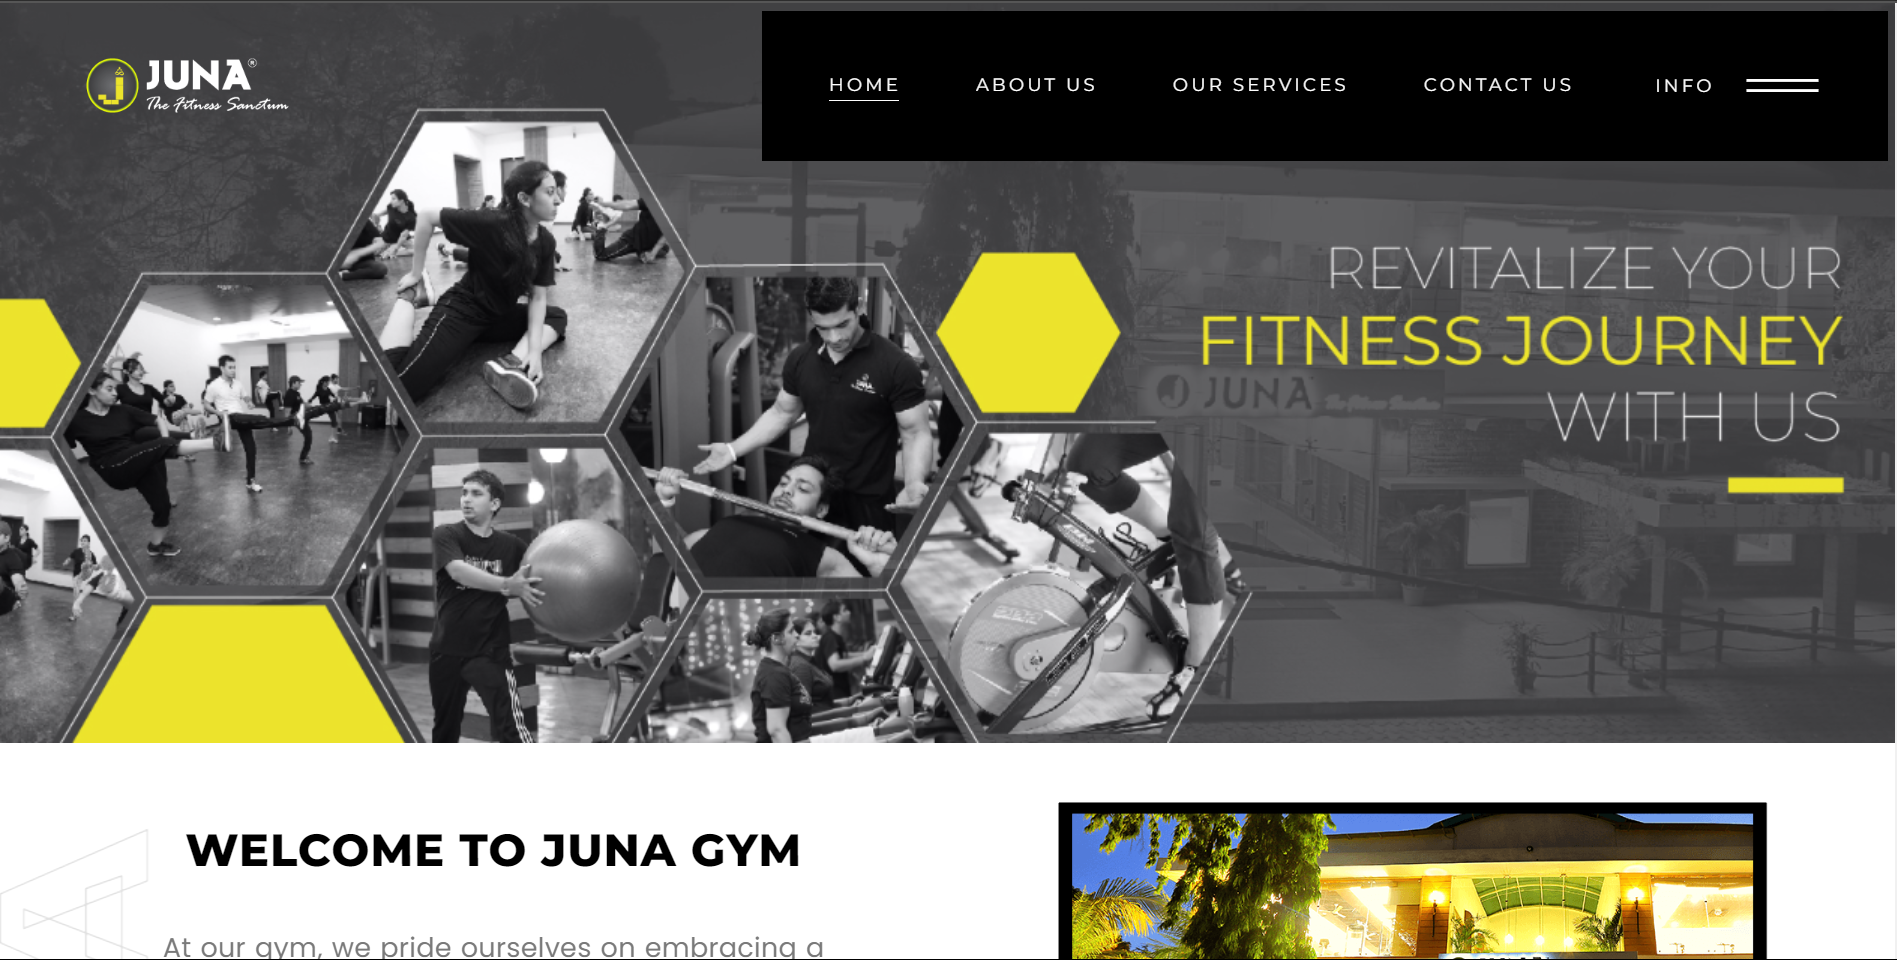 JUNA®
The Fitness Sanctum
HOME
ABOUT US
OUR SERVICES
CONTACT US
INFO
REVITALIZE YOUR
FITNESS JOURNEY
WITH US
JUNA
WELCOME TO JUNA GYM
At our gym, we pride ourselves on embracing a